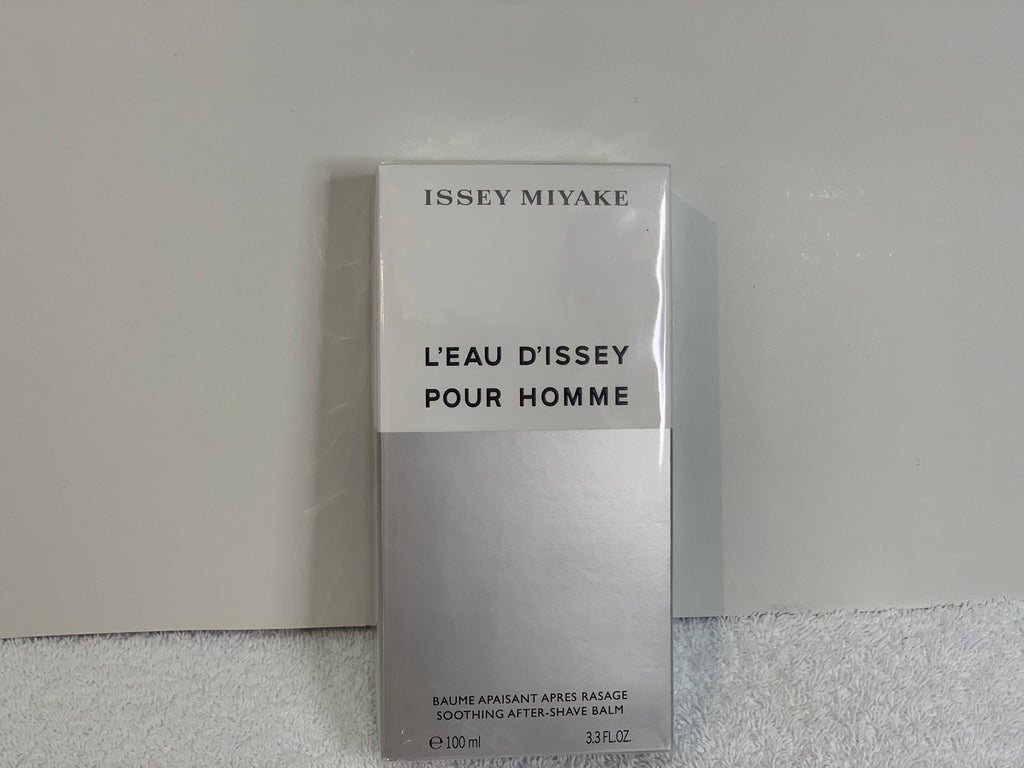 ISSEY MIYAKE
L'EAU D'ISSEY
POUR HOMME
BAUME APAISANT APRES RASAGE
SOOTHING AFTER-SHAVE BALM
℮ 100 ml 3.3 FL.OZ.